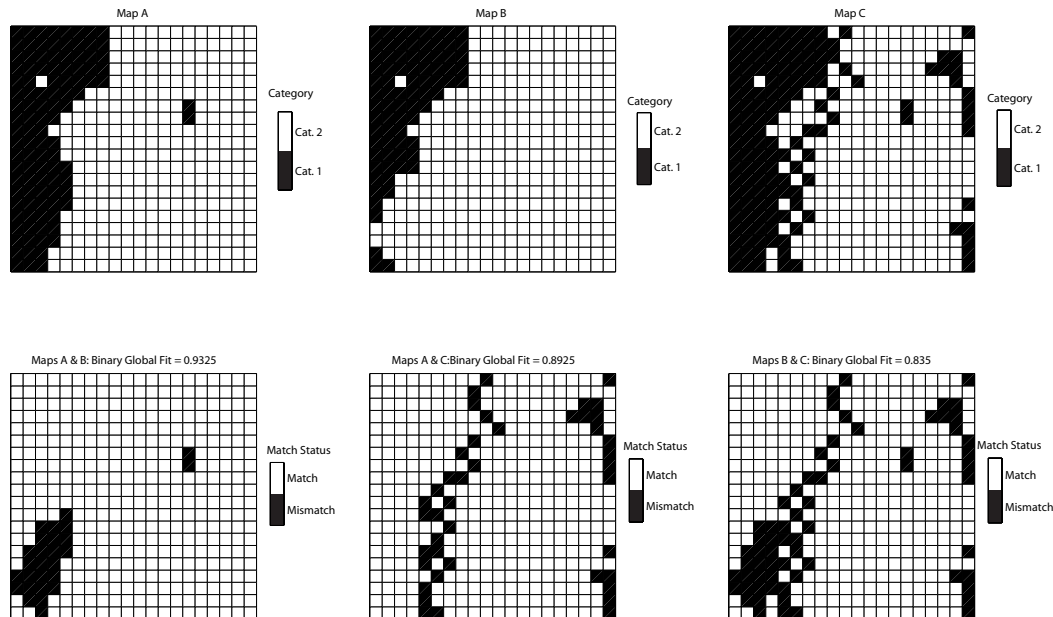 Map A
Map B
Map C
Category
Cat. 2
Cat. 1
Category
Cat. 2
Cat. 1
Category
Cat. 2
Cat. 1
Maps A & B: Binary Global Fit = 0.9325
Maps A & C:Binary Global Fit = 0.8925
Maps B & C: Binary Global Fit = 0.835
Match Status
Match
Mismatch
Match Status
Match
Mismatch
Match Status
Match
Mismatch